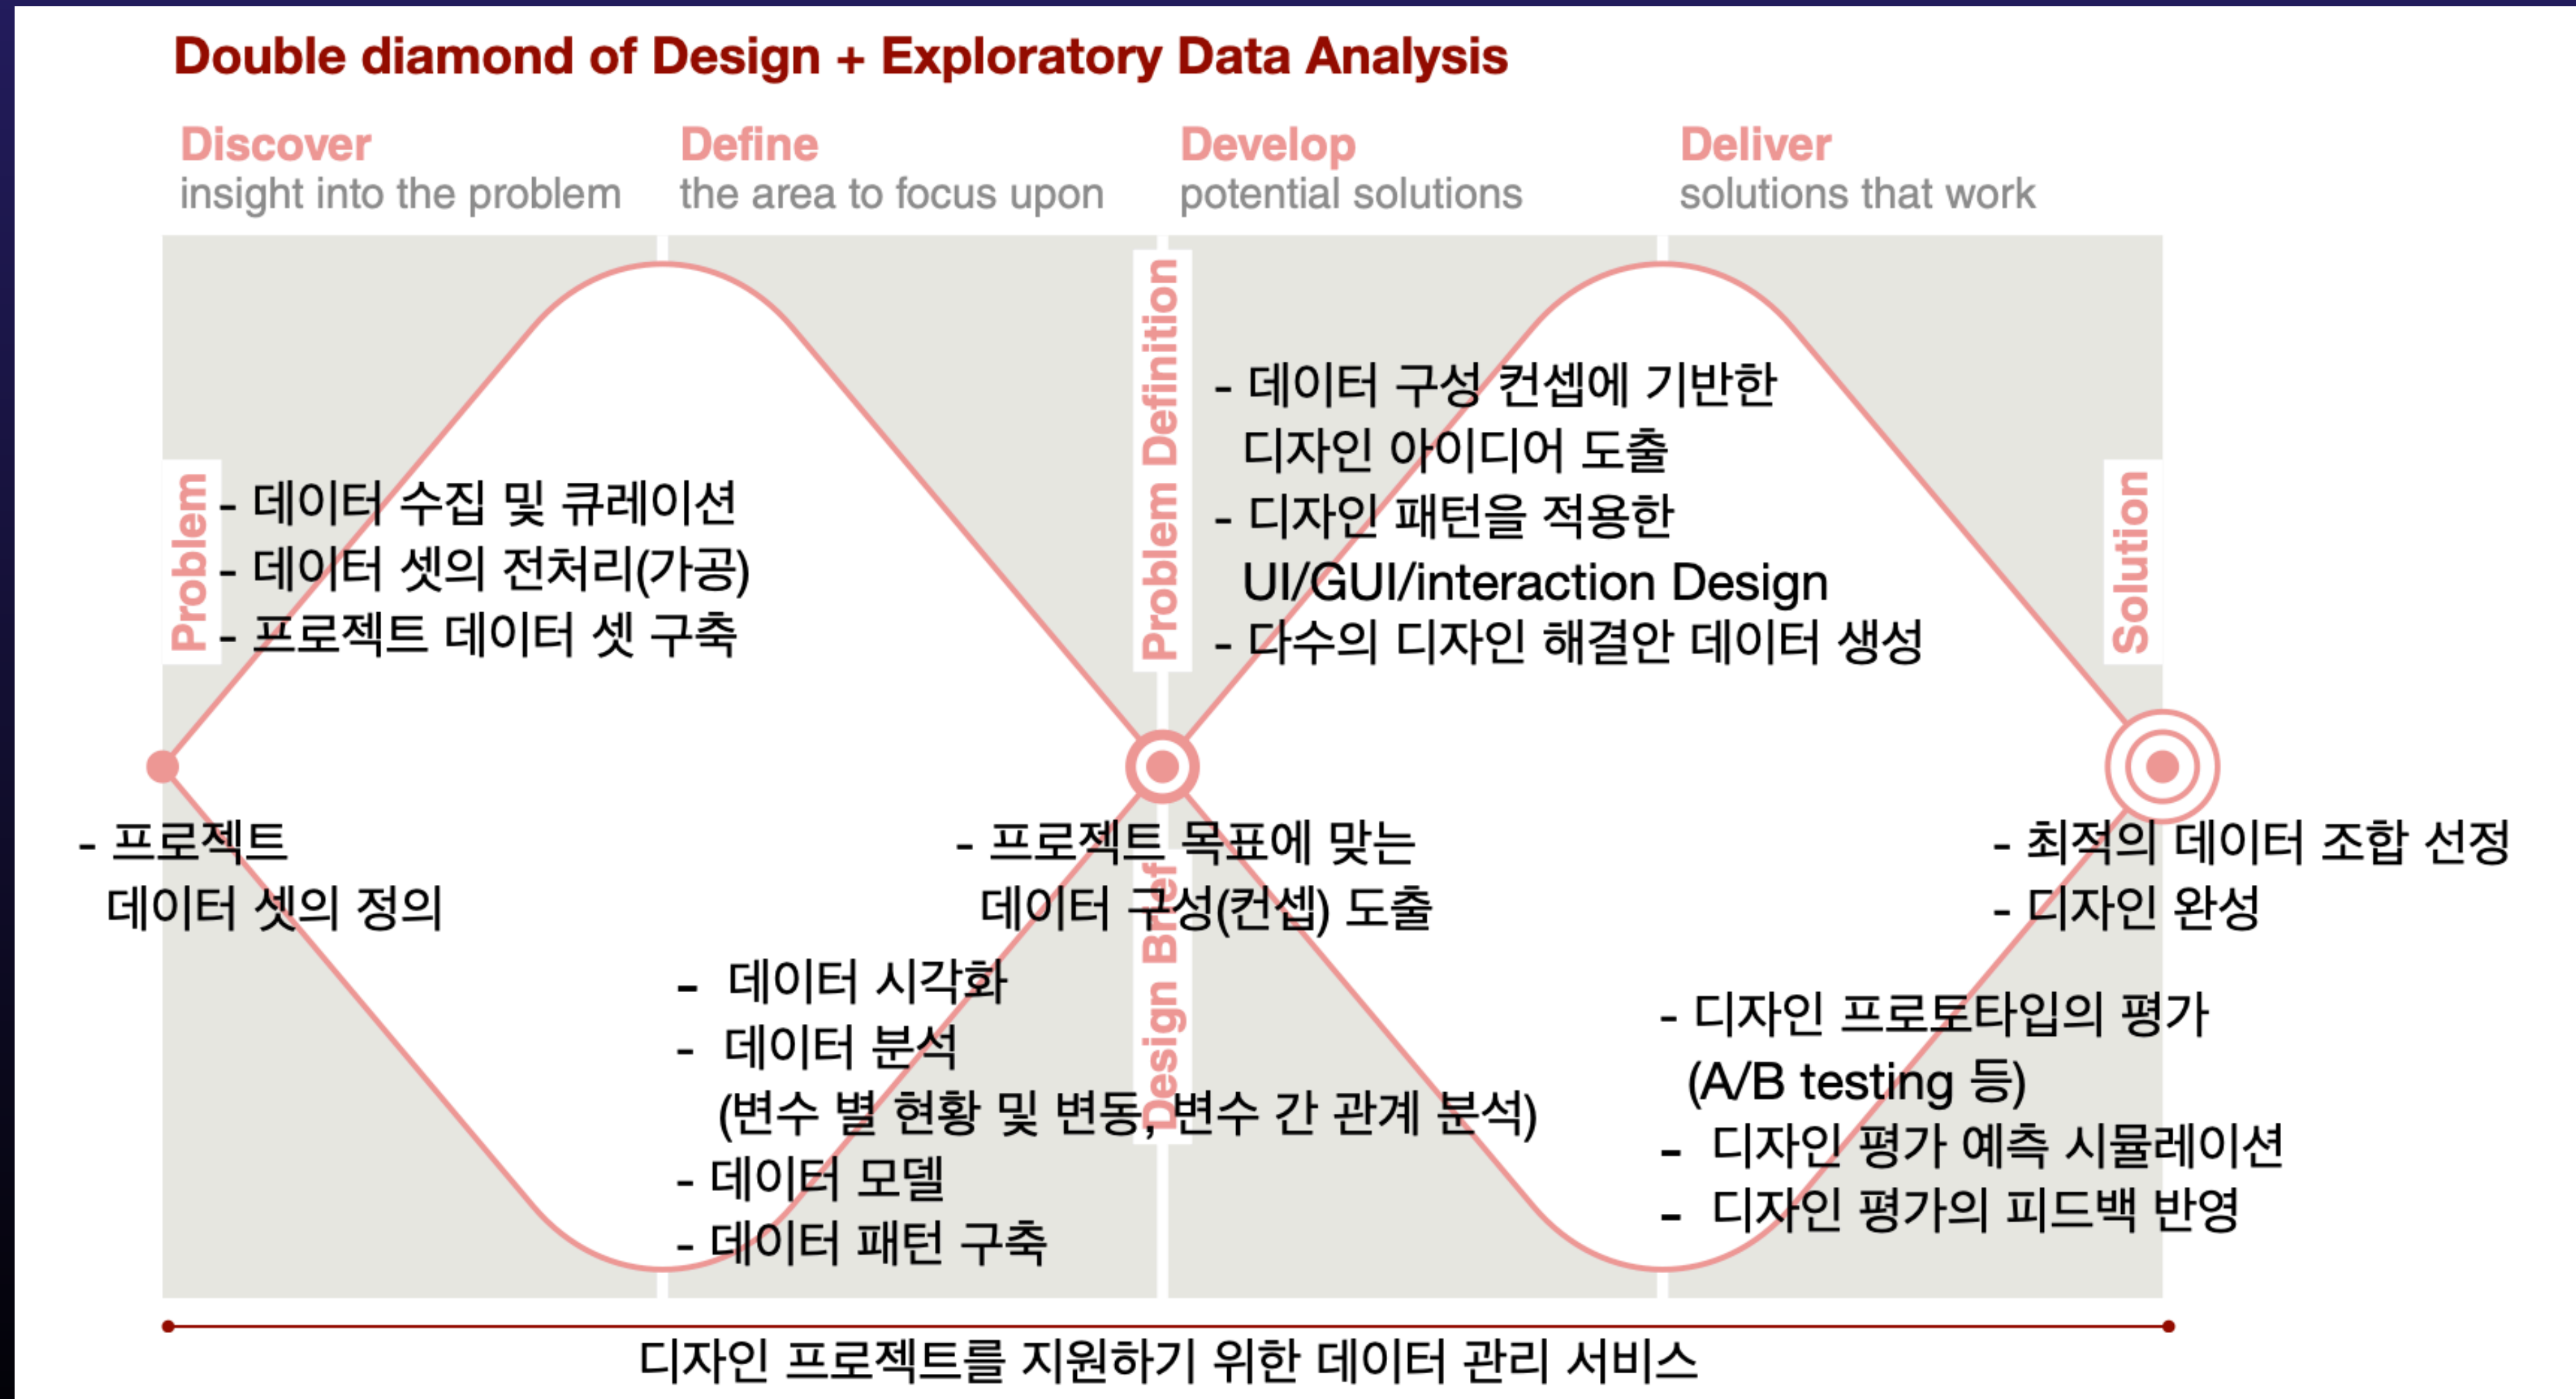 Double diamond of Design + Exploratory Data Analysis
Discover
insight into the problem
Define
the area to focus upon
Develop
potential solutions
Deliver
solutions that work
Problem
- 데이터 수집 및 큐레이션
- 데이터 셋의 전처리(가공)
- 프로젝트 데이터 셋 구축
Problem Definition
- 데이터 구성 컨셉에 기반한
디자인 아이디어 도출
- 디자인 패턴을 적용한
UI/GUI/interaction Design
- 다수의 디자인 해결안 데이터 생성
Solution
- 프로젝트
데이터 셋의 정의
- 프로젝트 목표에 맞는
데이터 구성(컨셉) 도출
Design Brief
- 최적의 데이터 조합 선정
- 디자인 완성
- 데이터 시각화
- 데이터 분석
(변수 별 현황 및 변동, 변수 간 관계 분석)
- 데이터 모델
- 데이터 패턴 구축
- 디자인 프로토타입의 평가
(A/B testing 등)
- 디자인 평가 예측 시뮬레이션
- 디자인 평가의 피드백 반영
디자인 프로젝트를 지원하기 위한 데이터 관리 서비스